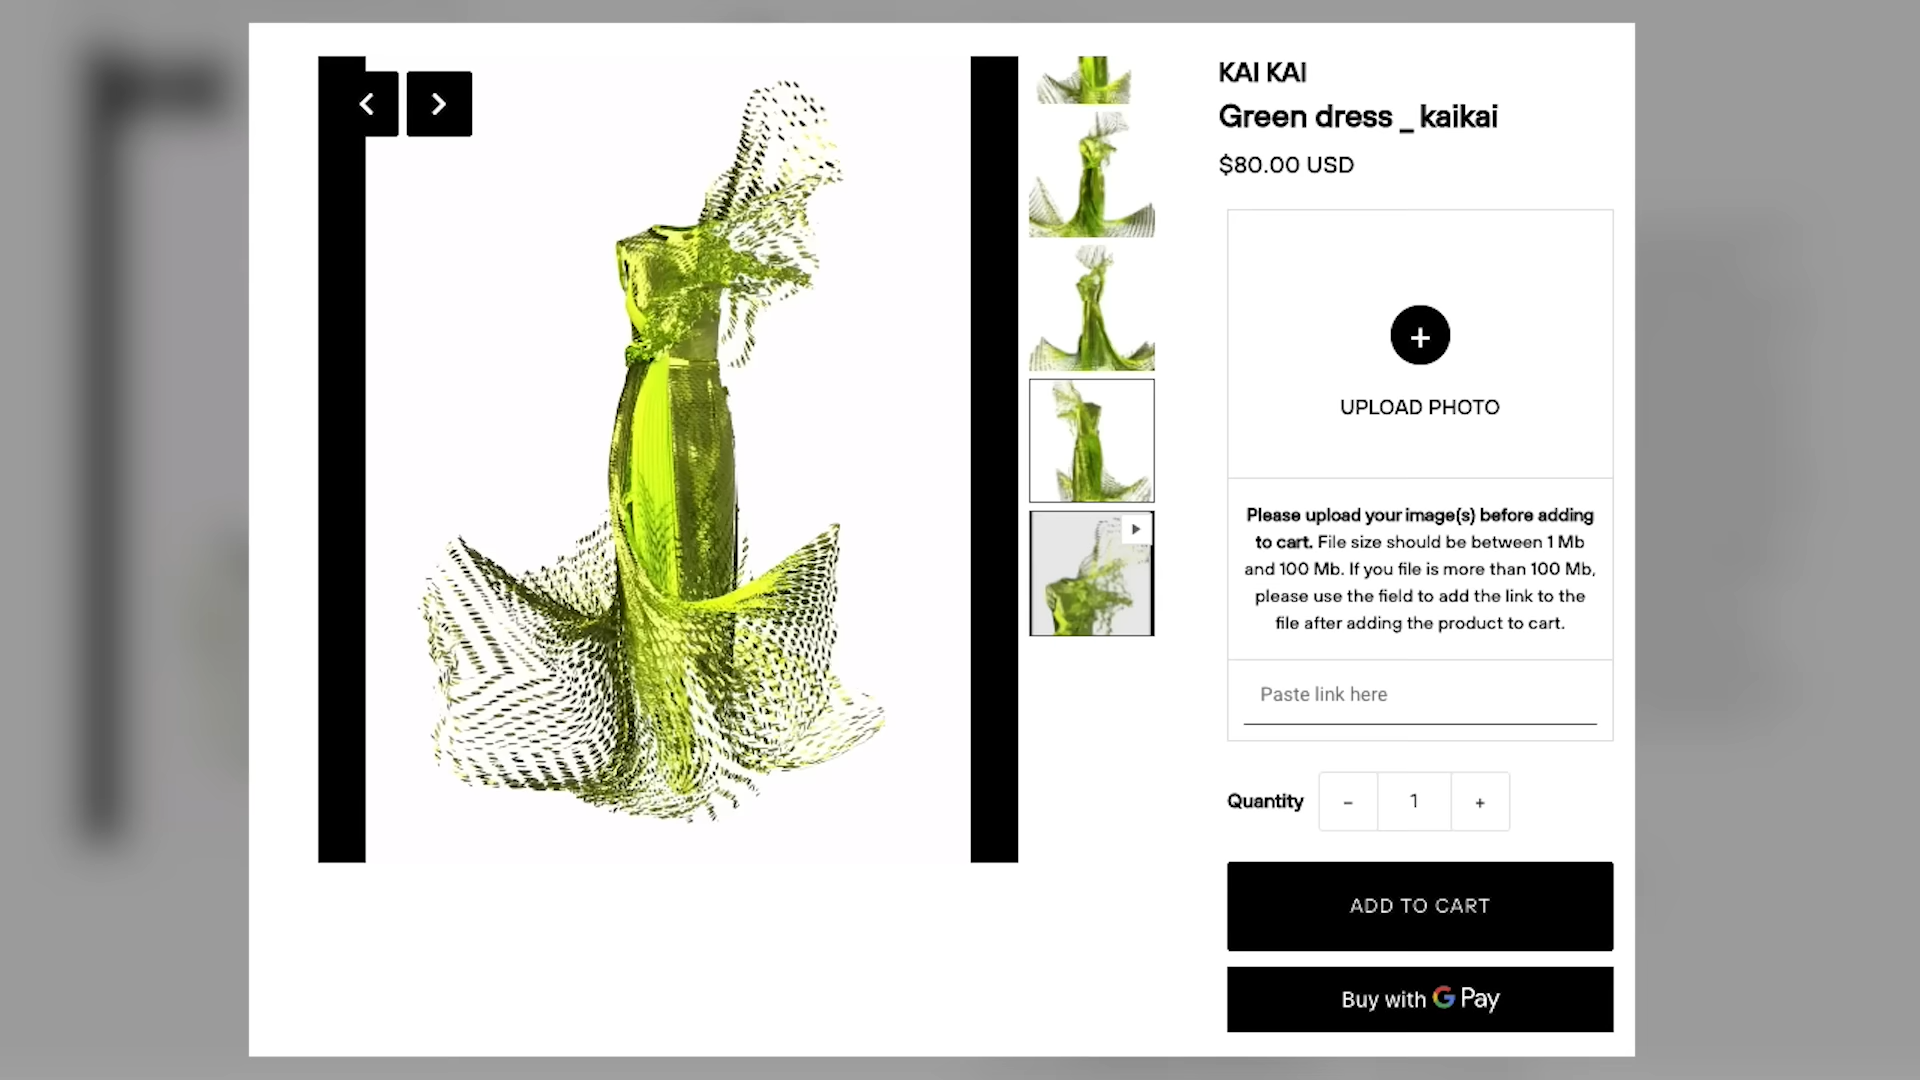 KAI KAI
Green dress _ kaikai
$80.00 USD
+
UPLOAD PHOTO
Please upload your image(s) before adding
to cart. File size should be between 1 Mb
and 100 Mb. If you file is more than 100 Mb,
please use the field to add the link to the
file after adding the product to cart.
Paste link here
Quantity - 1 +
ADD TO CART
Buy with G Pay